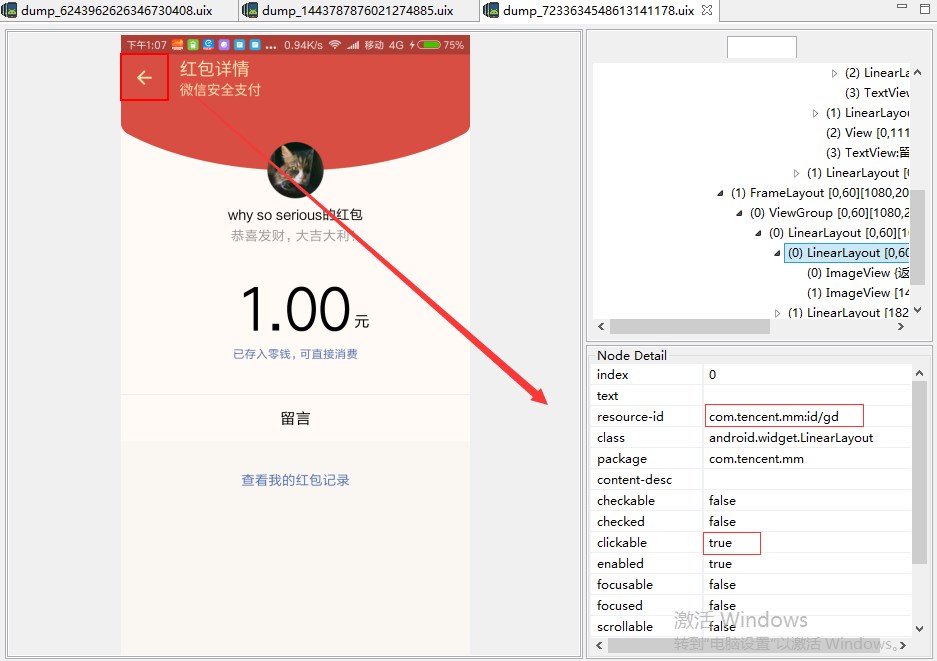 dump_6243962626346730408.uix
dump_1443787876021274885.uix
dump_7233634548613141178.uix
下午1:07
... 0.94K/s
移动 4G
75%
红包详情
微信安全支付
why so serious的红包
恭喜发财，大吉大利！
1.00元
已存入零钱，可直接消费
留言
查看我的红包记录
(2) LinearLa
(3) TextView
(1) LinearLayou
(2) View [0,111
(3) TextView:留
(1) LinearLayout [
(1) FrameLayout [0,60][1080,20
(0) ViewGroup [0,60][1080,2
(0) LinearLayout [0,60][10
(0) LinearLayout [0,60
(0) ImageView {返
(1) ImageView [14
(1) LinearLayout [182
Node Detail
index 0
text
resource-id com.tencent.mm:id/gd
class android.widget.LinearLayout
package com.tencent.mm
content-desc
checkable false
checked false
clickable true
enabled true
focusable false
focused false
scrollable false
激活 Windows
转到"电脑设置"以激活 Windows。